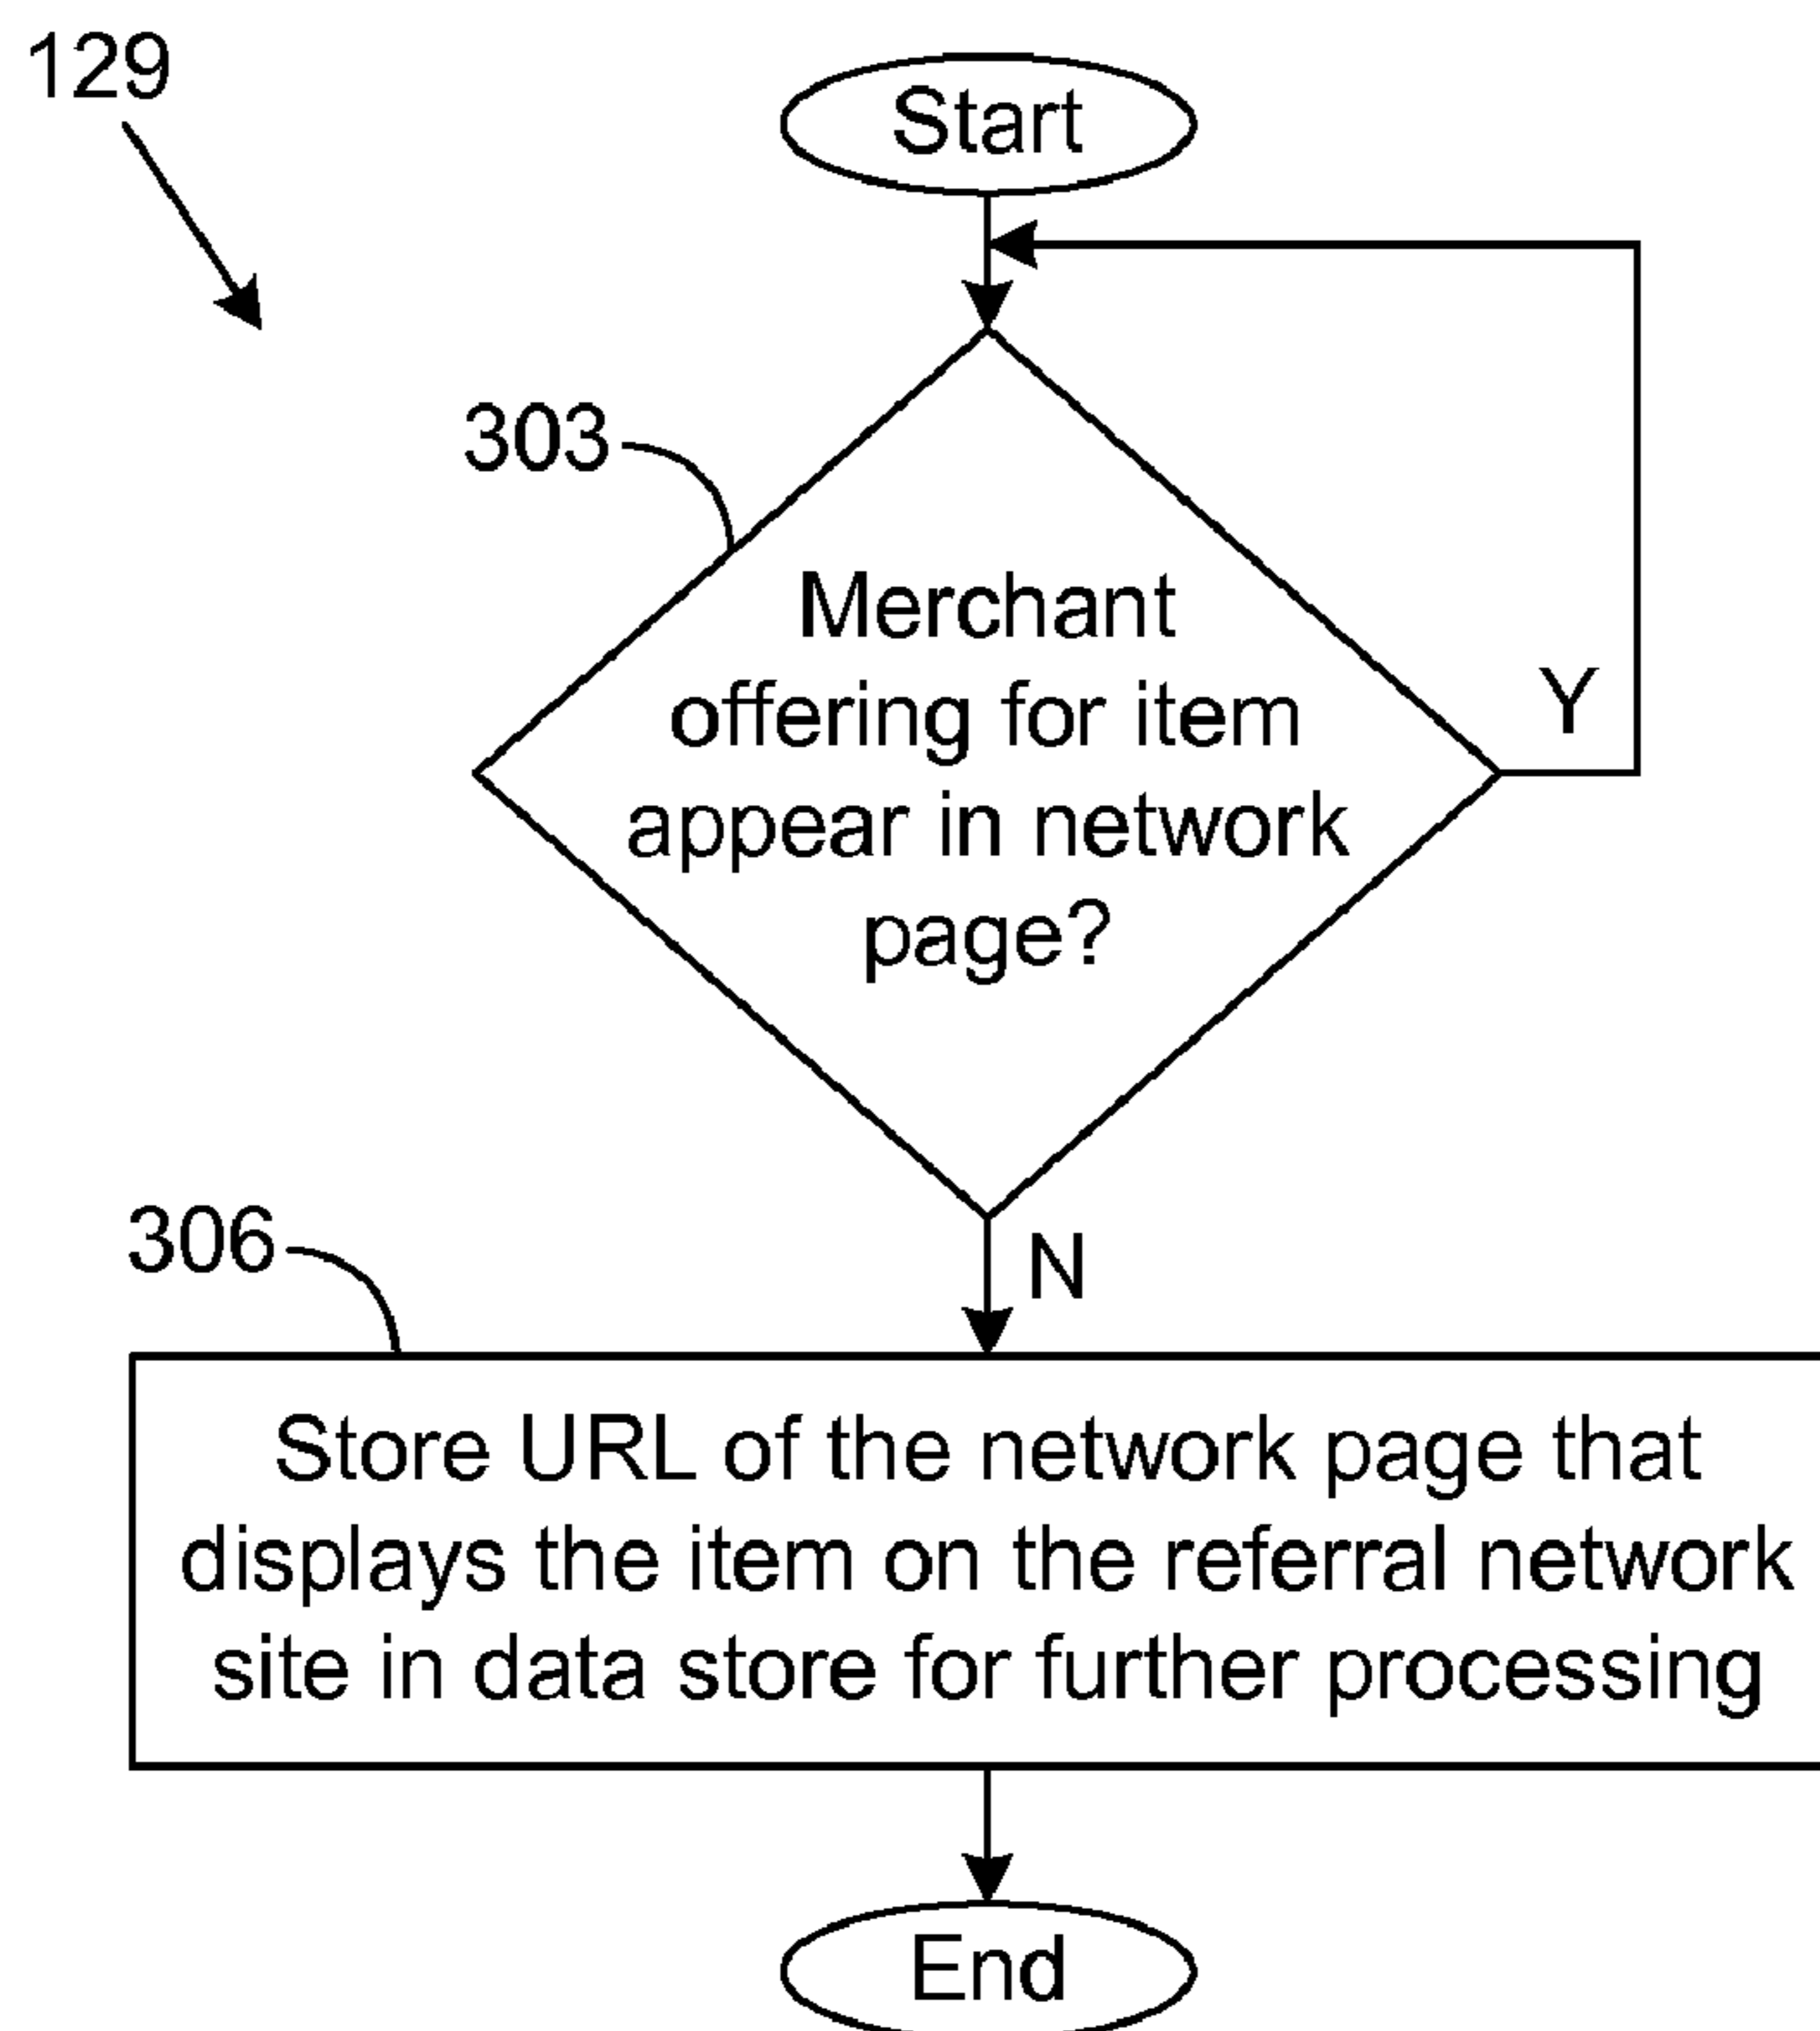 129
Start
303
Merchant
offering for item
appear in network
page?
Y
N
306
Store URL of the network page that
displays the item on the referral network
site in data store for further processing
End